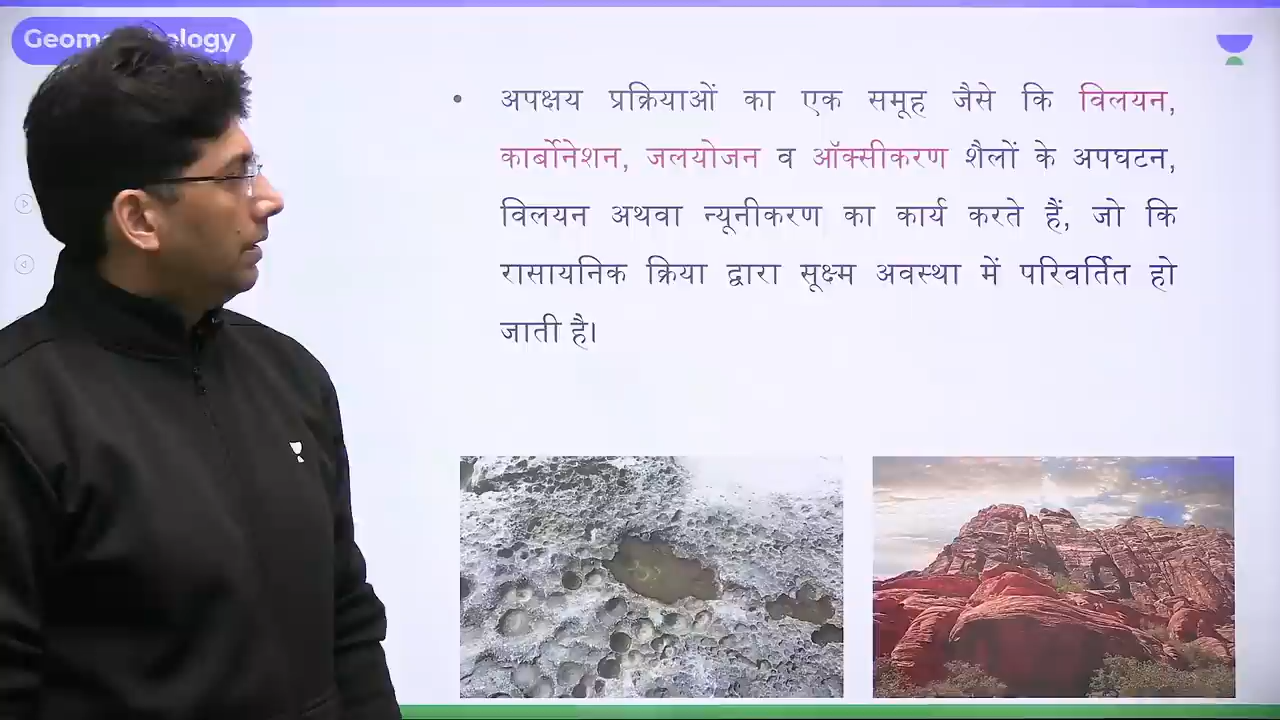 अपक्षय प्रक्रियाओं का एक समूह जैसे कि विलयन,
कार्बोनेशन, जलयोजन व ऑक्सीकरण शैलों के अपघटन,
विलयन अथवा न्यूनीकरण का कार्य करते हैं, जो कि
रासायनिक क्रिया द्वारा सूक्ष्म अवस्था में परिवर्तित हो
जाती है।